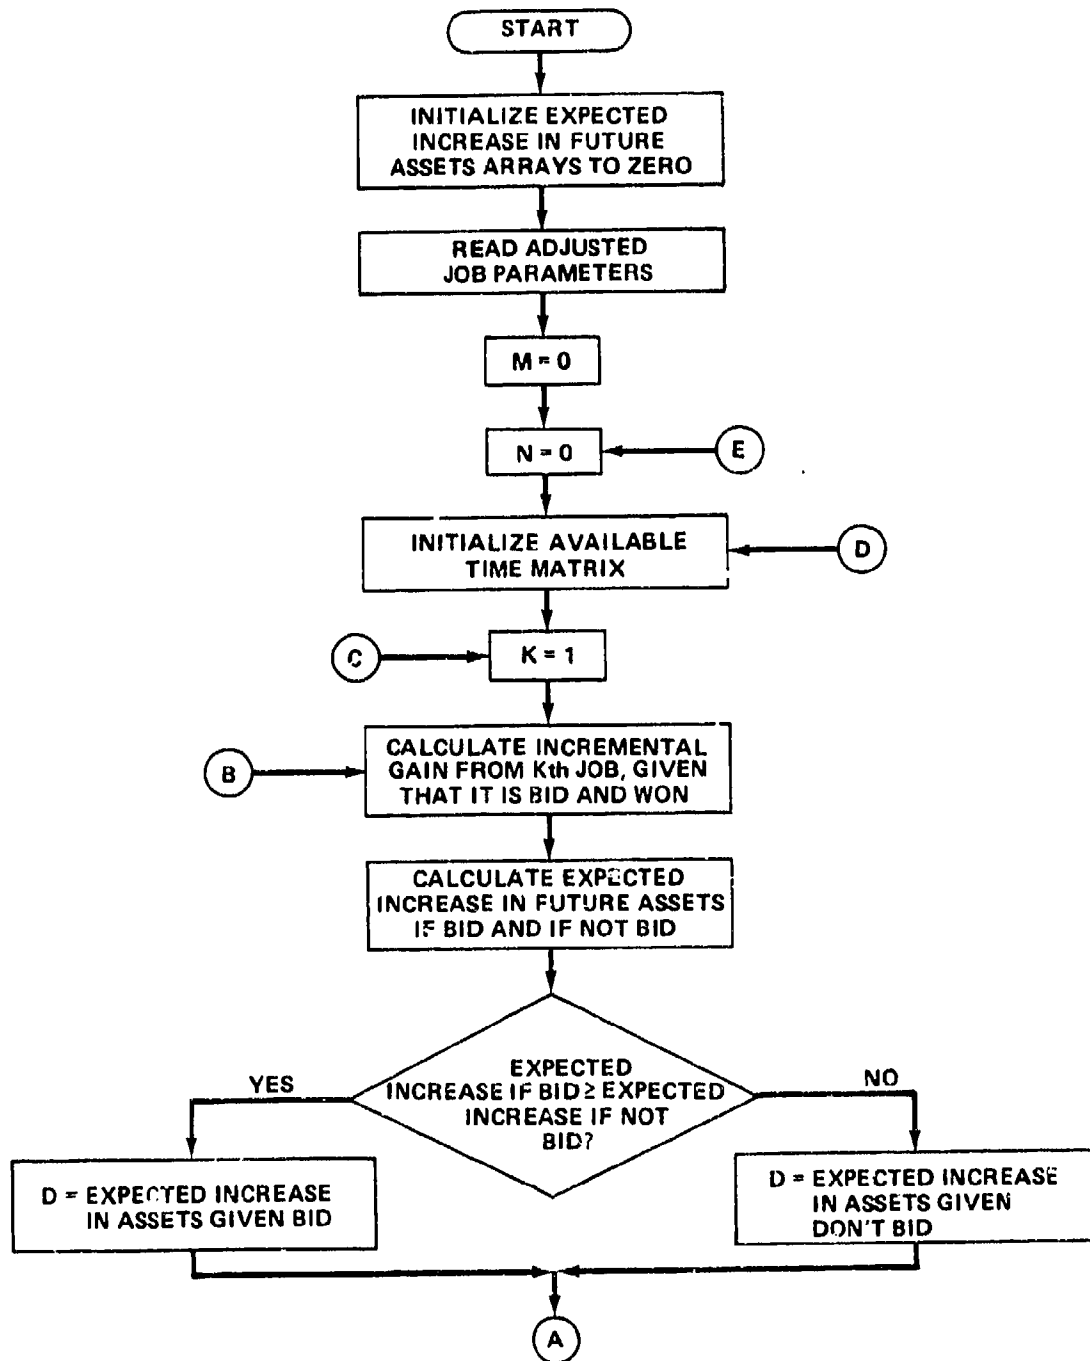 START
INITIALIZE EXPECTED
INCREASE IN FUTURE
ASSETS ARRAYS TO ZERO
READ ADJUSTED
JOB PARAMETERS
M = 0
N = 0
E
INITIALIZE AVAILABLE
TIME MATRIX
D
C
K = 1
CALCULATE INCREMENTAL
GAIN FROM Kth JOB, GIVEN
THAT IT IS BID AND WON
B
CALCULATE EXPECTED
INCREASE IN FUTURE ASSETS
IF BID AND IF NOT BID
EXPECTED
INCREASE IF BID ≥ EXPECTED
INCREASE IF NOT
BID?
YES
NO
D = EXPECTED INCREASE
IN ASSETS GIVEN BID
D = EXPECTED INCREASE
IN ASSETS GIVEN
DON'T BID
A